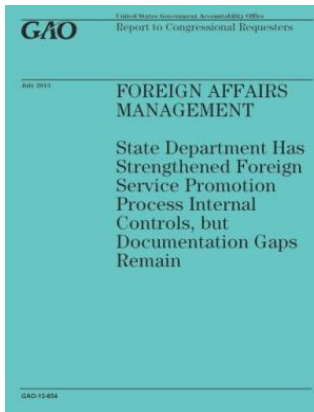 United States Government Accountability Office
GAO
Report to Congressional Requesters
July 2013
FOREIGN AFFAIRS
MANAGEMENT
State Department Has
Strengthened Foreign
Service Promotion
Process Internal
Controls, but
Documentation Gaps
Remain
GAO-13-654